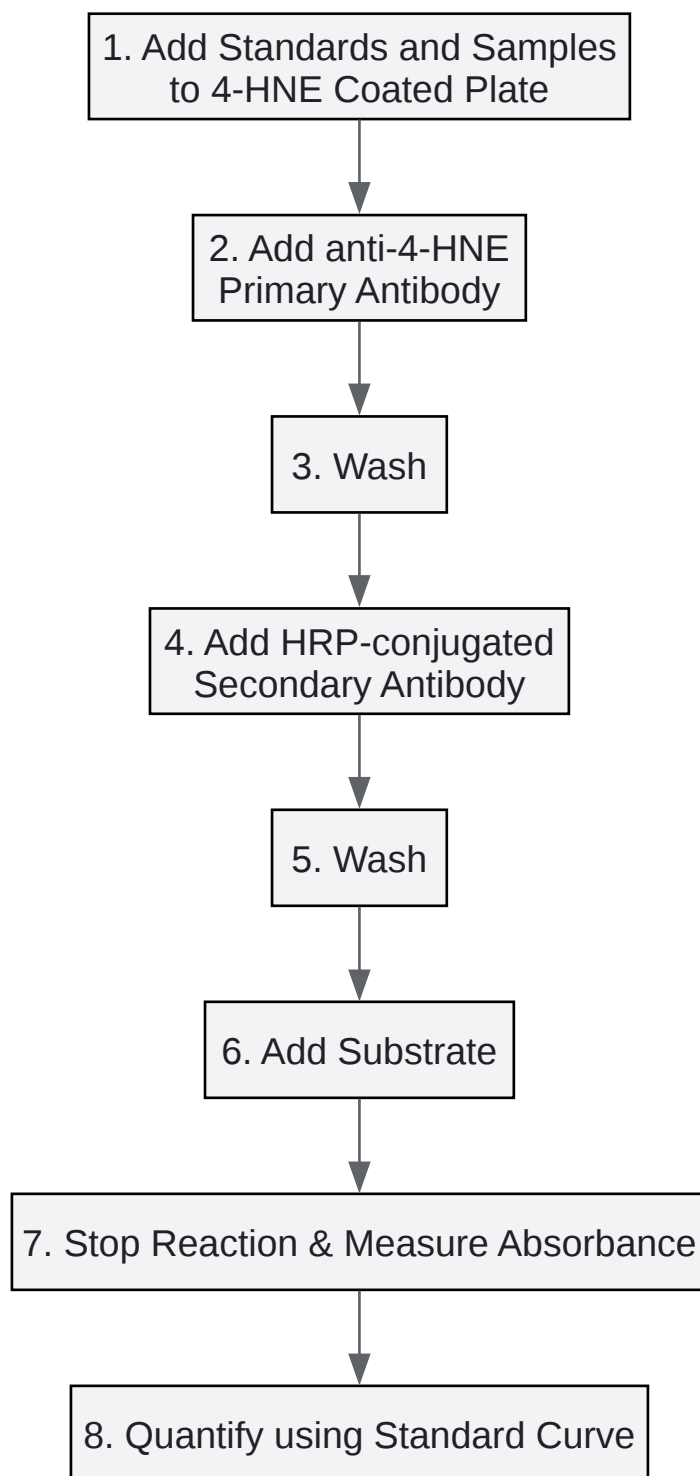 1. Add Standards and Samples
to 4-HNE Coated Plate
2. Add anti-4-HNE
Primary Antibody
3. Wash
4. Add HRP-conjugated
Secondary Antibody
5. Wash
6. Add Substrate
7. Stop Reaction & Measure Absorbance
8. Quantify using Standard Curve